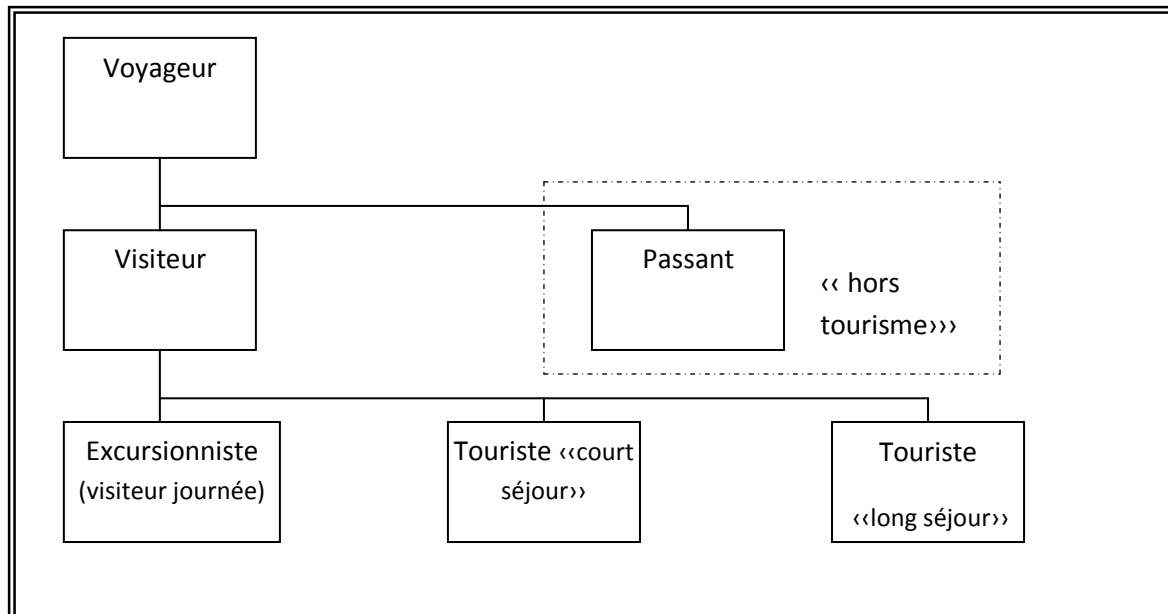 Voyageur
Visiteur
Passant
‹‹ hors
tourisme›››
Excursionniste
(visiteur journée)
Touriste ‹‹court
séjour››
Touriste
‹‹long séjour››